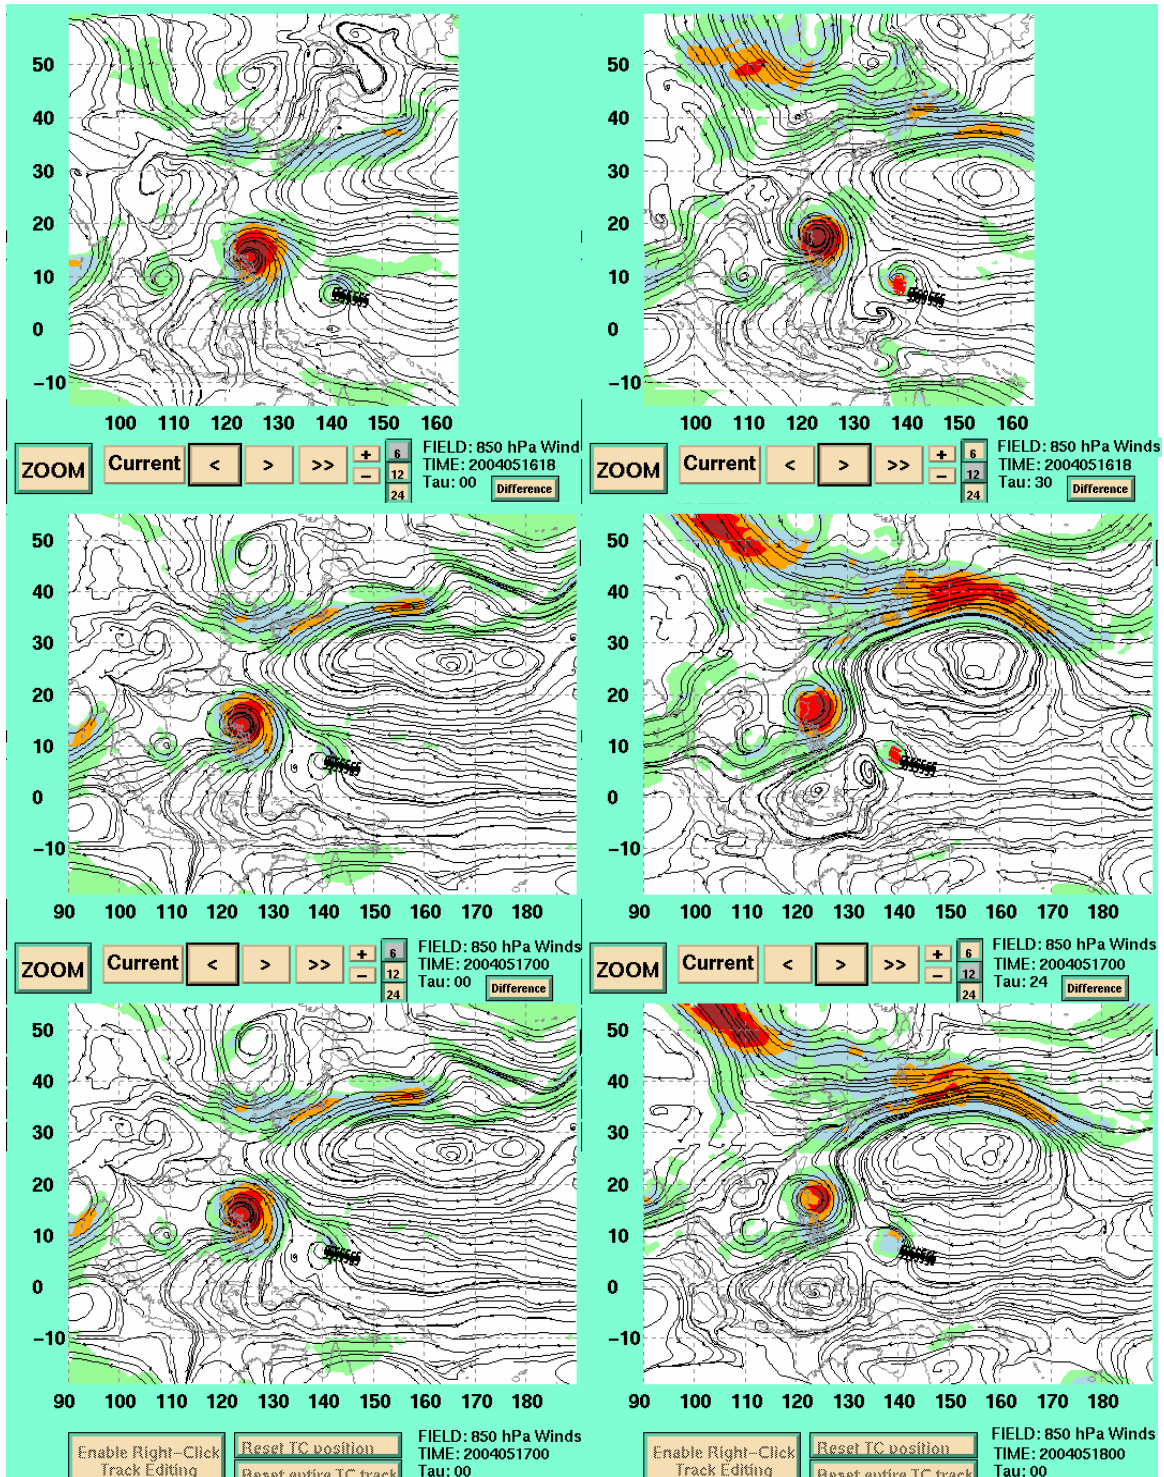 50
40
30
20
10
0
−10
100 110 120 130 140 150 160
ZOOM Current < > >> + − 6 12 24
FIELD: 850 hPa Wind
TIME: 2004051618
Tau: 00 Difference
50
40
30
20
10
0
−10
100 110 120 130 140 150 160
ZOOM Current < > >> + − 6 12 24
FIELD: 850 hPa Winds
TIME: 2004051618
Tau: 30 Difference
50
40
30
20
10
0
−10
90 100 110 120 130 140 150 160 170 180
ZOOM Current < > >> + − 6 12 24
FIELD: 850 hPa Winds
TIME: 2004051700
Tau: 00 Difference
50
40
30
20
10
0
−10
90 100 110 120 130 140 150 160 170 180
ZOOM Current < > >> + − 6 12 24
FIELD: 850 hPa Winds
TIME: 2004051700
Tau: 24 Difference
50
40
30
20
10
0
−10
90 100 110 120 130 140 150 160 170 180
Enable Right−Click
Track Editing
Reset TC position
Reset entire TC track
FIELD: 850 hPa Winds
TIME: 2004051700
Tau: 00
50
40
30
20
10
0
−10
90 100 110 120 130 140 150 160 170 180
Enable Right−Click
Track Editing
Reset TC position
Reset entire TC track
FIELD: 850 hPa Winds
TIME: 2004051800
Tau: 00